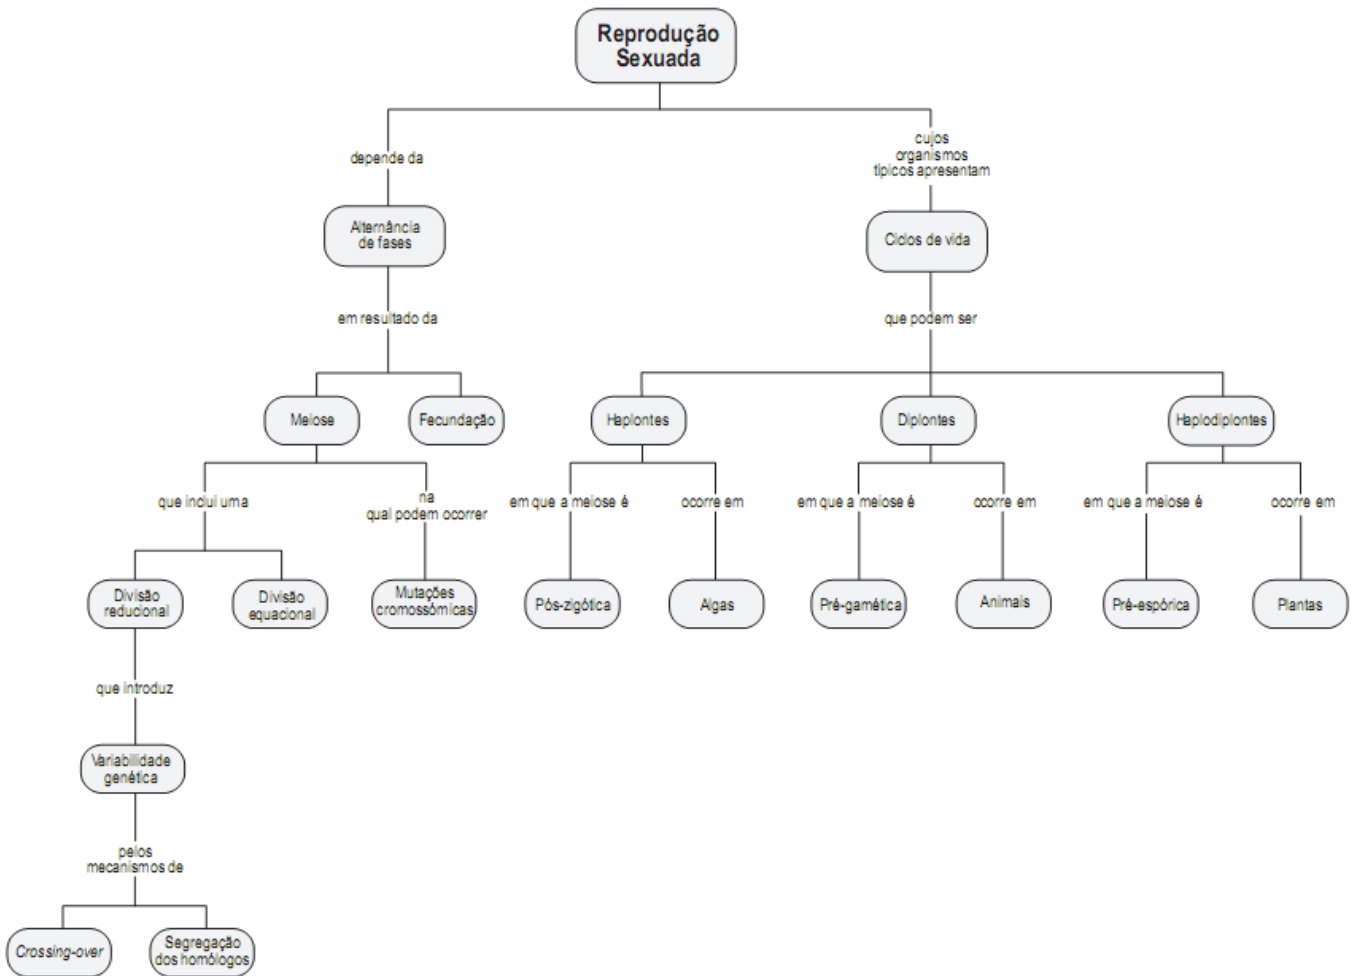 Reprodução
Sexuada
depende da
cujos
organismos
típicos apresentam
Alternância
de fases
Ciclos de vida
em resultado da
que podem ser
Meiose
Fecundação
Haplontes
Diplontes
Haplodiplontes
que inclui uma
na
qual podem ocorrer
em que a meiose é
ocorre em
em que a meiose é
ocorre em
em que a meiose é
ocorre em
Divisão
reducional
Divisão
equacional
Mutações
cromossómicas
Pós-zigótica
Algas
Pré-gamética
Animais
Pré-espórica
Plantas
que introduz
Variabilidade
genética
pelos
mecanismos de
Crossing-over
Segregação
dos homólogos